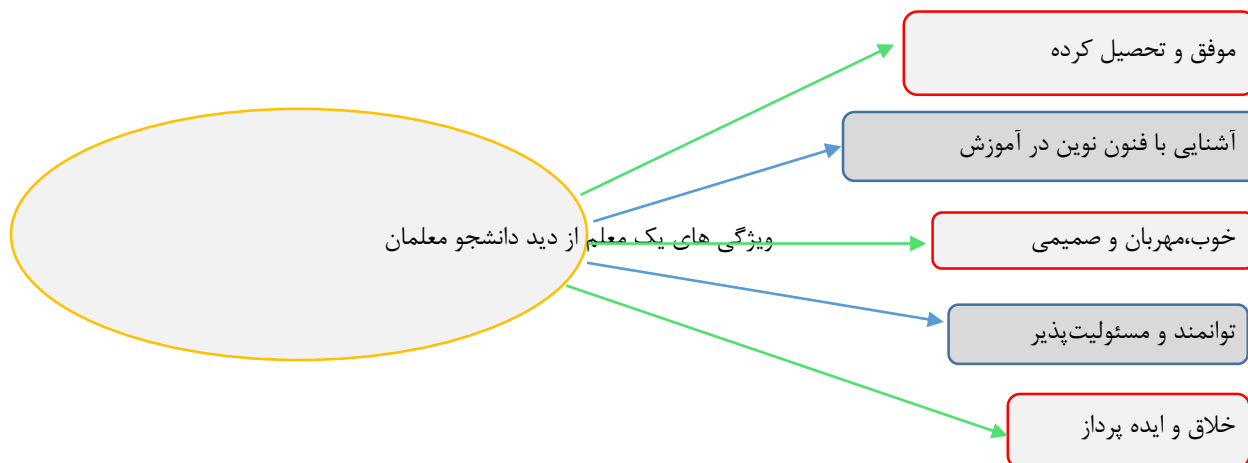 موفق و تحصیل کرده
آشنایی با فنون نوین در آموزش
ویژگی های یک معلم از دید دانشجو معلمان
خوب،مهربان و صمیمی
توانمند و مسئولیت‌پذیر
خلاق و ایده پرداز